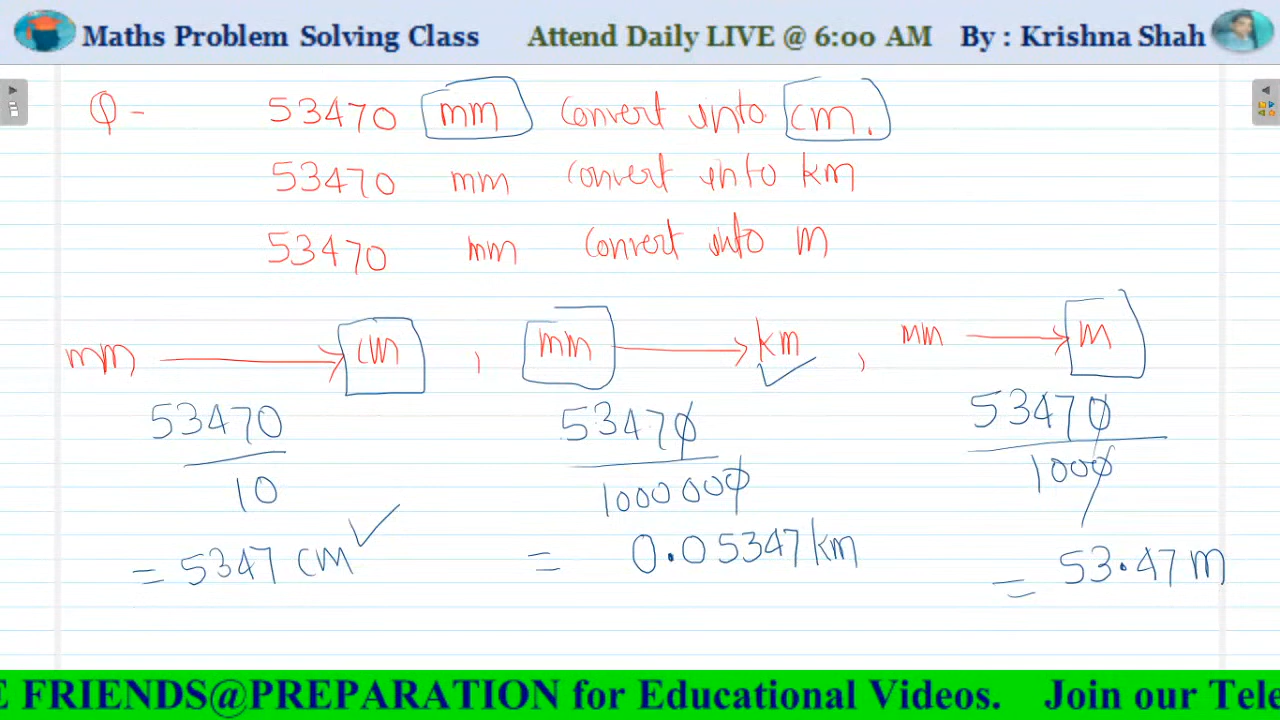 Maths Problem Solving Class Attend Daily LIVE @ 6:00 AM By : Krishna Shah
Q - 53470 mm convert into cm.
53470 mm convert into km
53470 mm convert into m
mm → cm , mm → km , mm → m
53470 53470 53470
10 1000000 1000
= 5347 cm = 0.05347 km = 53.47 m
E FRIENDS@PREPARATION for Educational Videos. Join our Tele